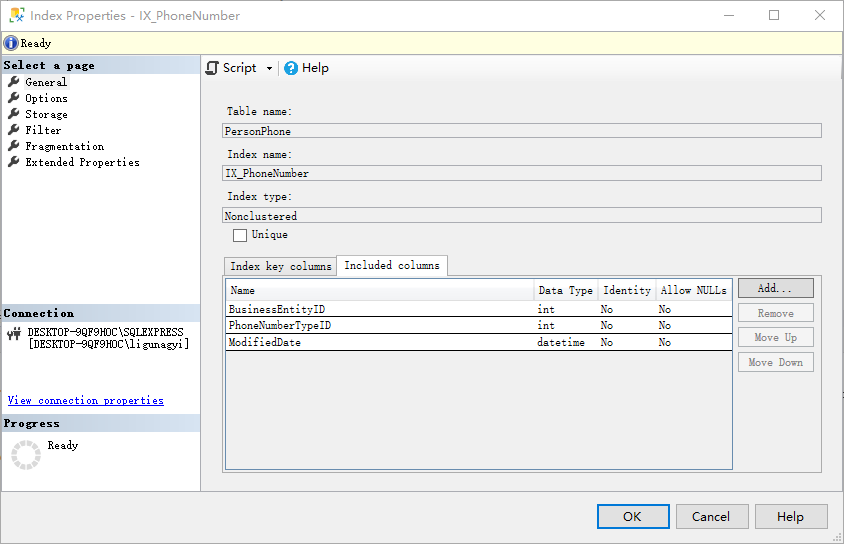 Index Properties - IX_PhoneNumber
Ready
Select a page
General
Options
Storage
Filter
Fragmentation
Extended Properties
Connection
DESKTOP-9QF9HOC\SQLEXPRESS
[DESKTOP-9QF9HOC\ligunagyi]
View connection properties
Progress
Ready
Script
Help
Table name:
PersonPhone
Index name:
IX_PhoneNumber
Index type:
Nonclustered
Unique
Index key columns
Included columns
Name Data Type Identity Allow NULLs
BusinessEntityID int No No
PhoneNumberTypeID int No No
ModifiedDate datetime No No
Add...
Remove
Move Up
Move Down
OK
Cancel
Help